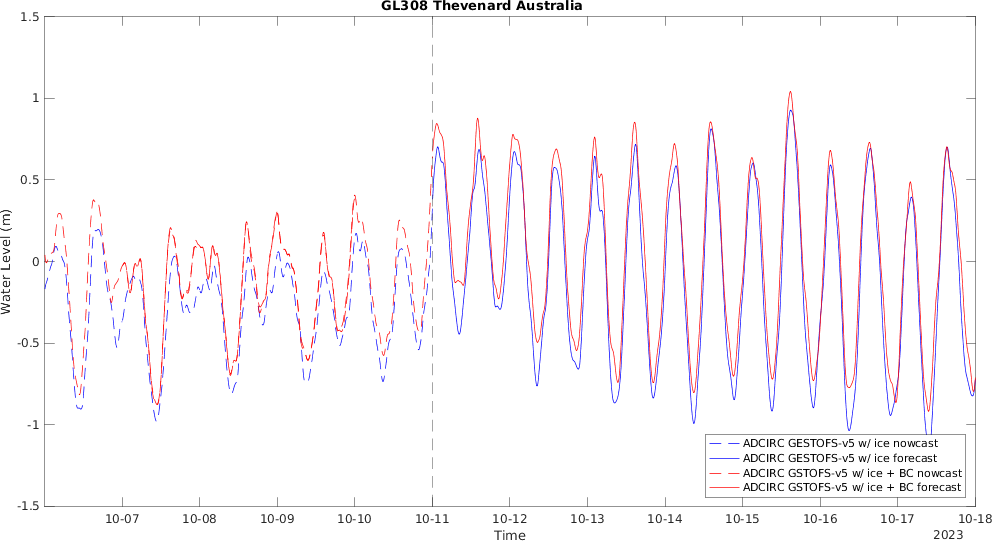 GL308 Thevenard Australia
1.5
1
0.5
0
-0.5
-1
-1.5
Water Level (m)
ADCIRC GESTOFS-v5 w/ ice nowcast
ADCIRC GESTOFS-v5 w/ ice forecast
ADCIRC GSTOFS-v5 w/ ice + BC nowcast
ADCIRC GSTOFS-v5 w/ ice + BC forecast
10-07 10-08 10-09 10-10 10-11 10-12 10-13 10-14 10-15 10-16 10-17 10-18
Time
2023